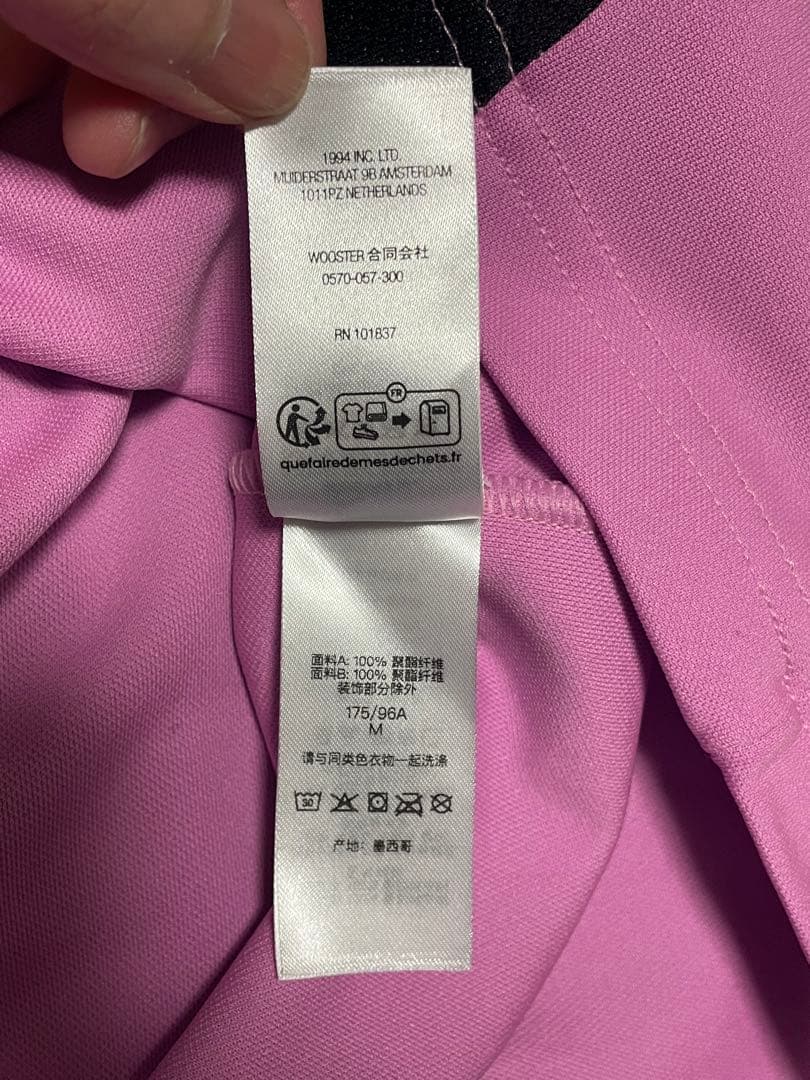 1994 INC. LTD.
MUIDERSTRAAT 9B AMSTERDAM
1011PZ NETHERLANDS
WOOSTER 合同会社
0570-057-300
RN 101837
FR
quefairedemesdechets.fr
面料A: 100% 聚酯纤维
面料B: 100% 聚酯纤维
装饰部分除外
175/96A
M
请与同类色衣物一起洗涤
30
产地: 墨西哥